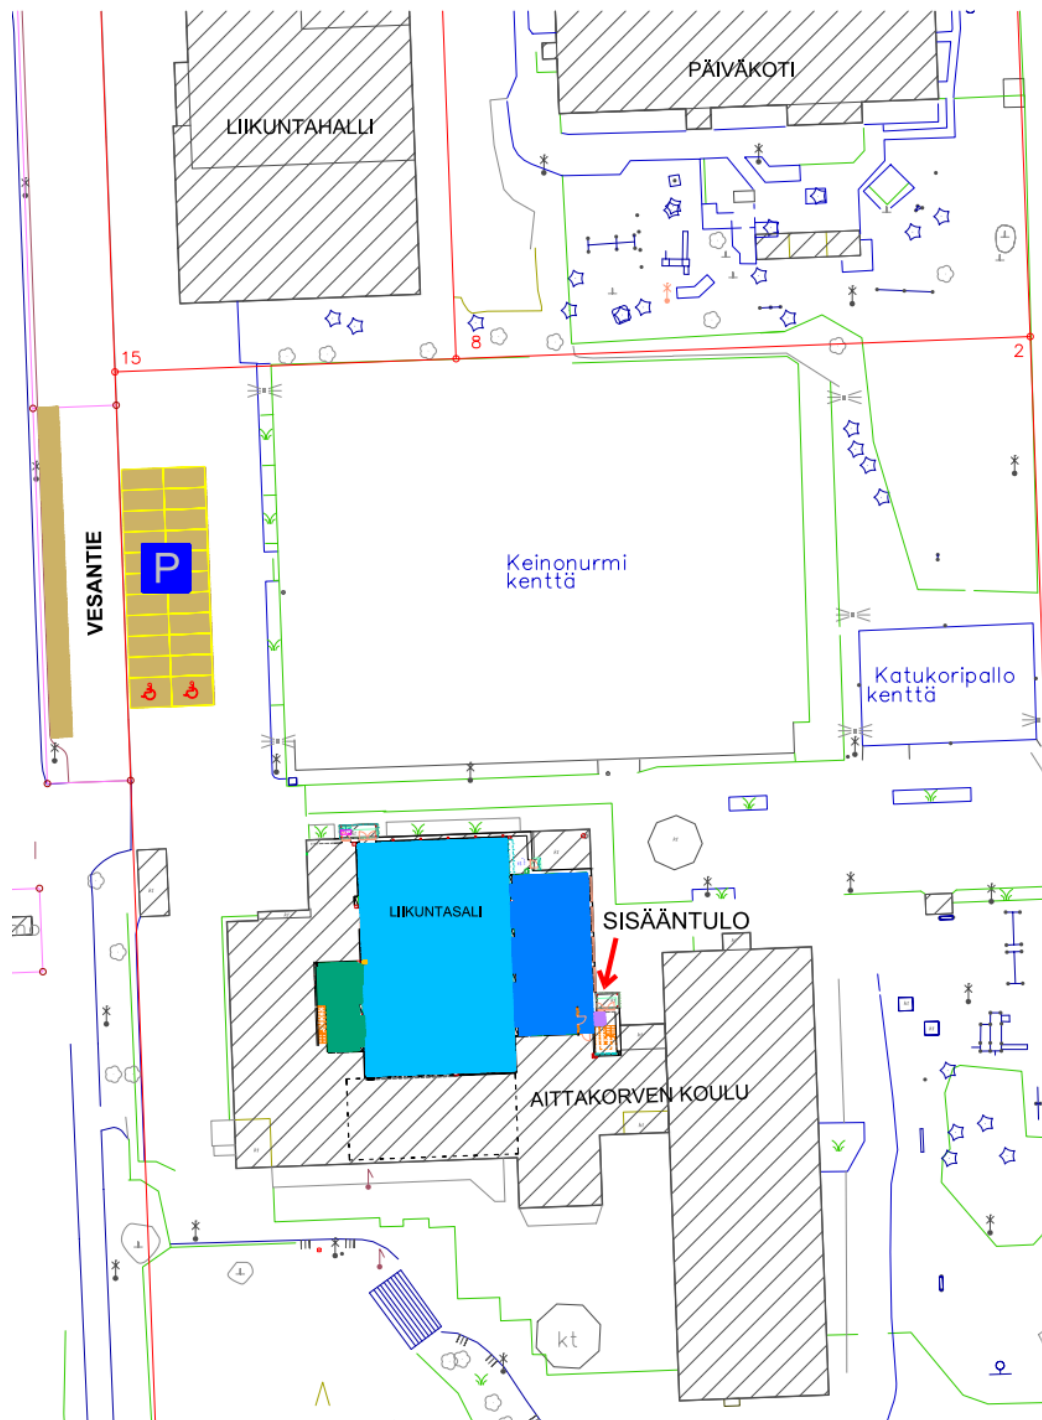 PÄIVÄKOTI
LIIKUNTAHALLI
15
8
2
VESANTIE
P
Keinonurmi
kenttä
Katukoripallo
kenttä
LIIKUNTASALI
SISÄÄNTULO
AITTAKORVEN KOULU
kt